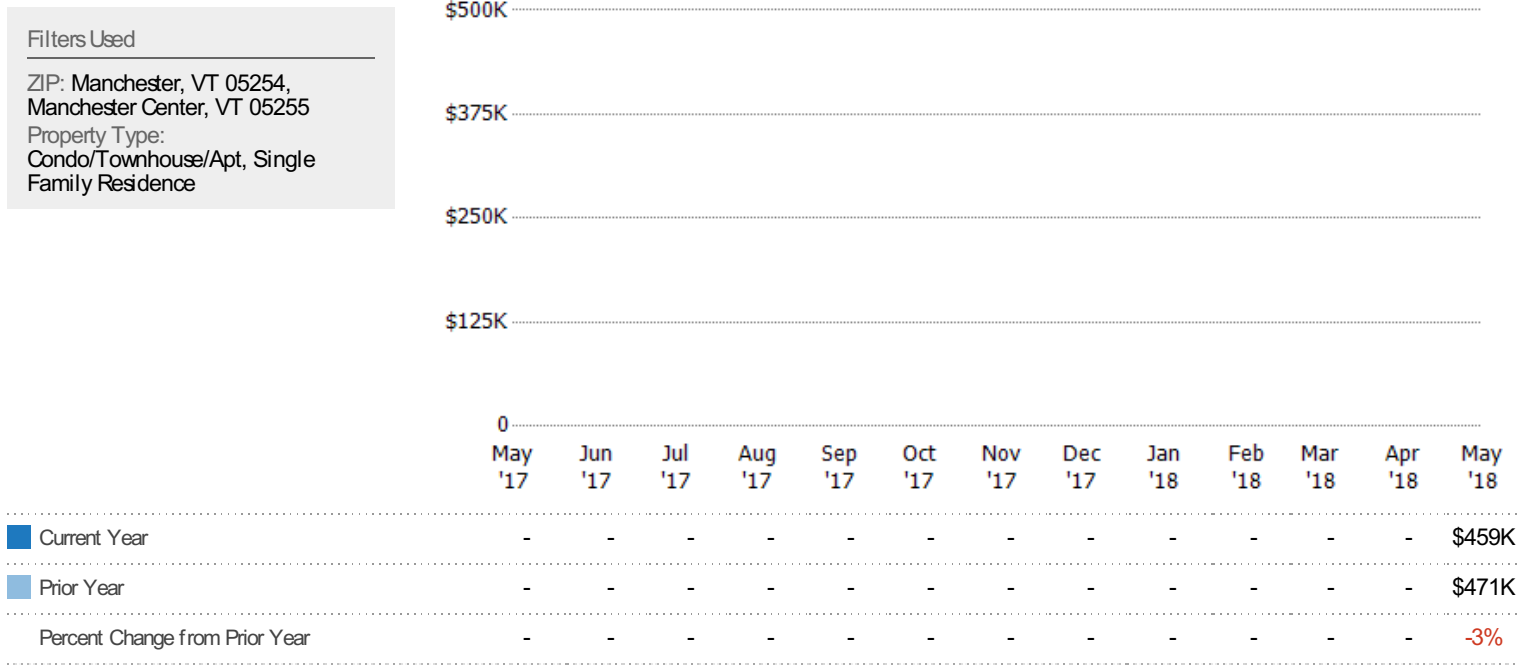 Filters Used
ZIP: Manchester, VT 05254,
Manchester Center, VT 05255
Property Type:
Condo/Townhouse/Apt, Single
Family Residence
$500K
$375K
$250K
$125K
0
May Jun Jul Aug Sep Oct Nov Dec Jan Feb Mar Apr May
'17 '17 '17 '17 '17 '17 '17 '17 '18 '18 '18 '18 '18
Current Year - - - - - - - - - - - - $459K
Prior Year - - - - - - - - - - - - $471K
Percent Change from Prior Year - - - - - - - - - - - - -3%